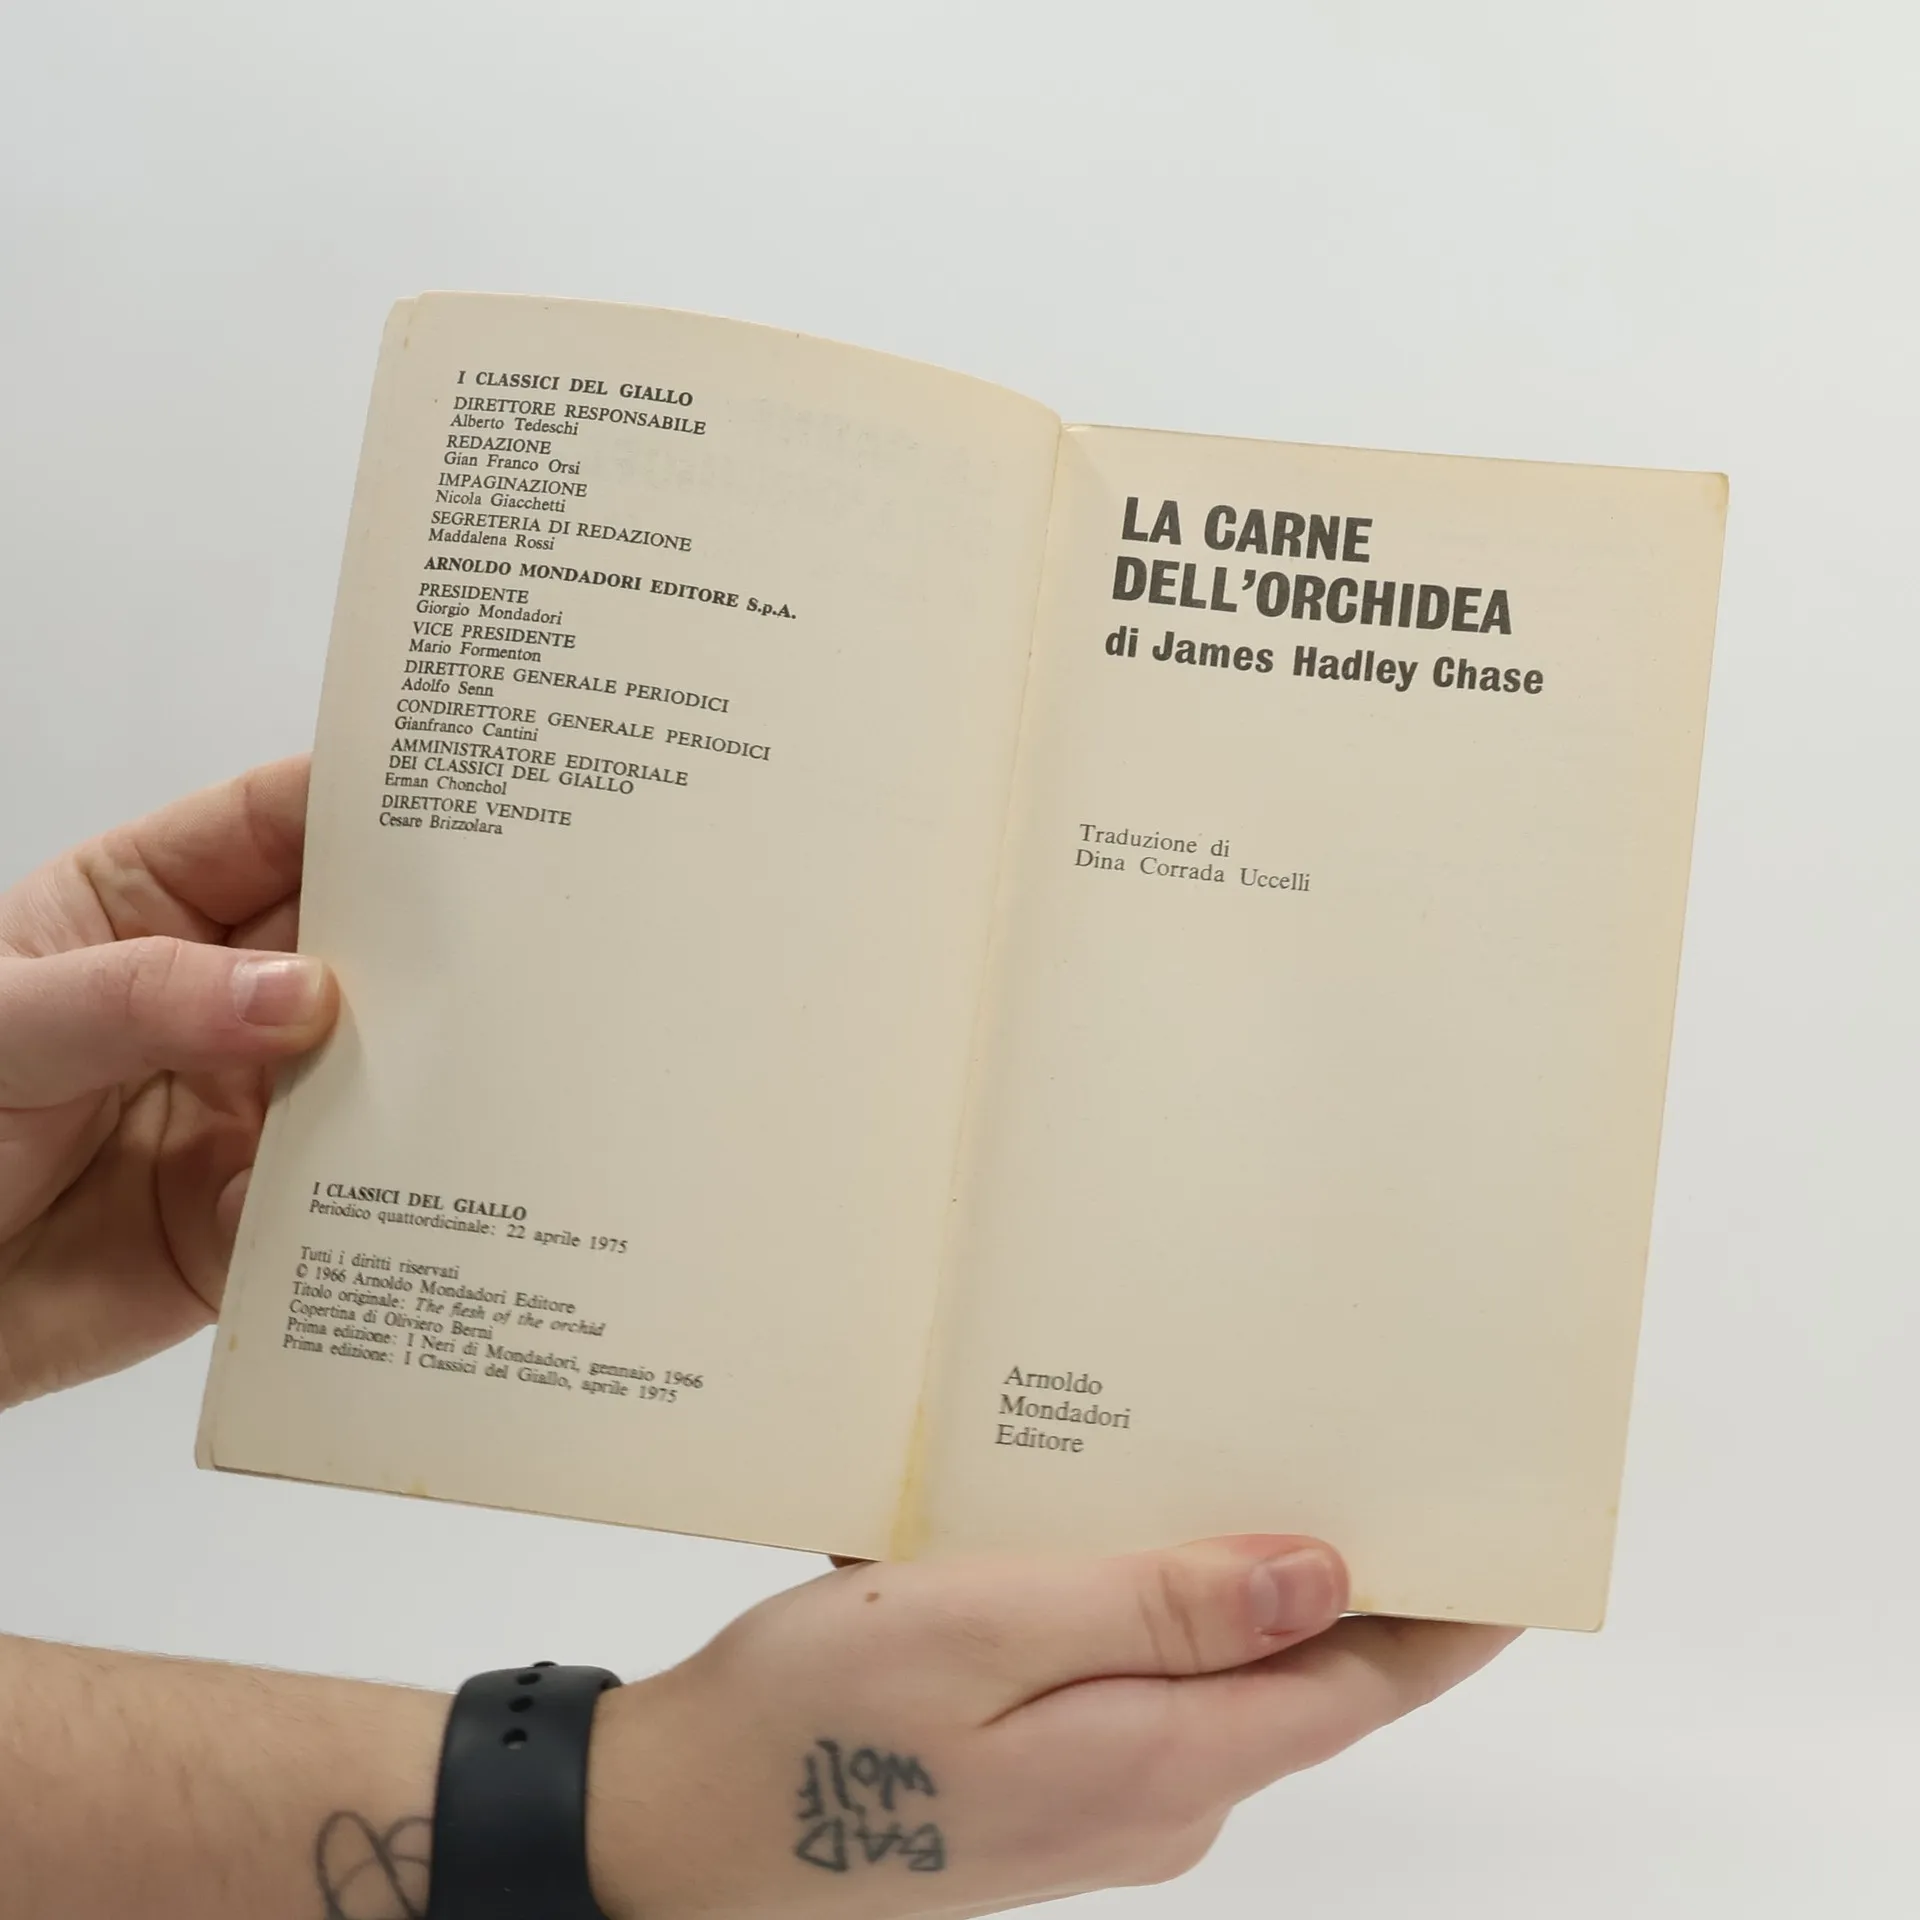 I CLASSICI DEL GIALLO
DIRETTORE RESPONSABILE
Alberto Tedeschi
REDAZIONE
Gian Franco Orsi
IMPAGINAZIONE
Nicola Giacchetti
SEGRETERIA DI REDAZIONE
Maddalena Rossi
ARNOLDO MONDADORI EDITORE S.p.A.
PRESIDENTE
Giorgio Mondadori
VICE PRESIDENTE
Mario Formenton
DIRETTORE GENERALE PERIODICI
Adolfo Senn
CONDIRETTORE GENERALE PERIODICI
Gianfranco Cantini
AMMINISTRATORE EDITORIALE
DEI CLASSICI DEL GIALLO
Erman Chonchol
DIRETTORE VENDITE
Cesare Brizzolara
I CLASSICI DEL GIALLO
Periodico quattordicinale: 22 aprile 1975
Tutti i diritti riservati
© 1966 Arnoldo Mondadori Editore
Titolo originale: The flesh of the orchid
Copertina di Oliviero Berni
Prima edizione: I Neri di Mondadori, gennaio 1966
Prima edizione: I Classici del Giallo, aprile 1975
LA CARNE
DELL'ORCHIDEA
di James Hadley Chase
Traduzione di
Dina Corrada Uccelli
Arnoldo
Mondadori
Editore
BAD
WOLF